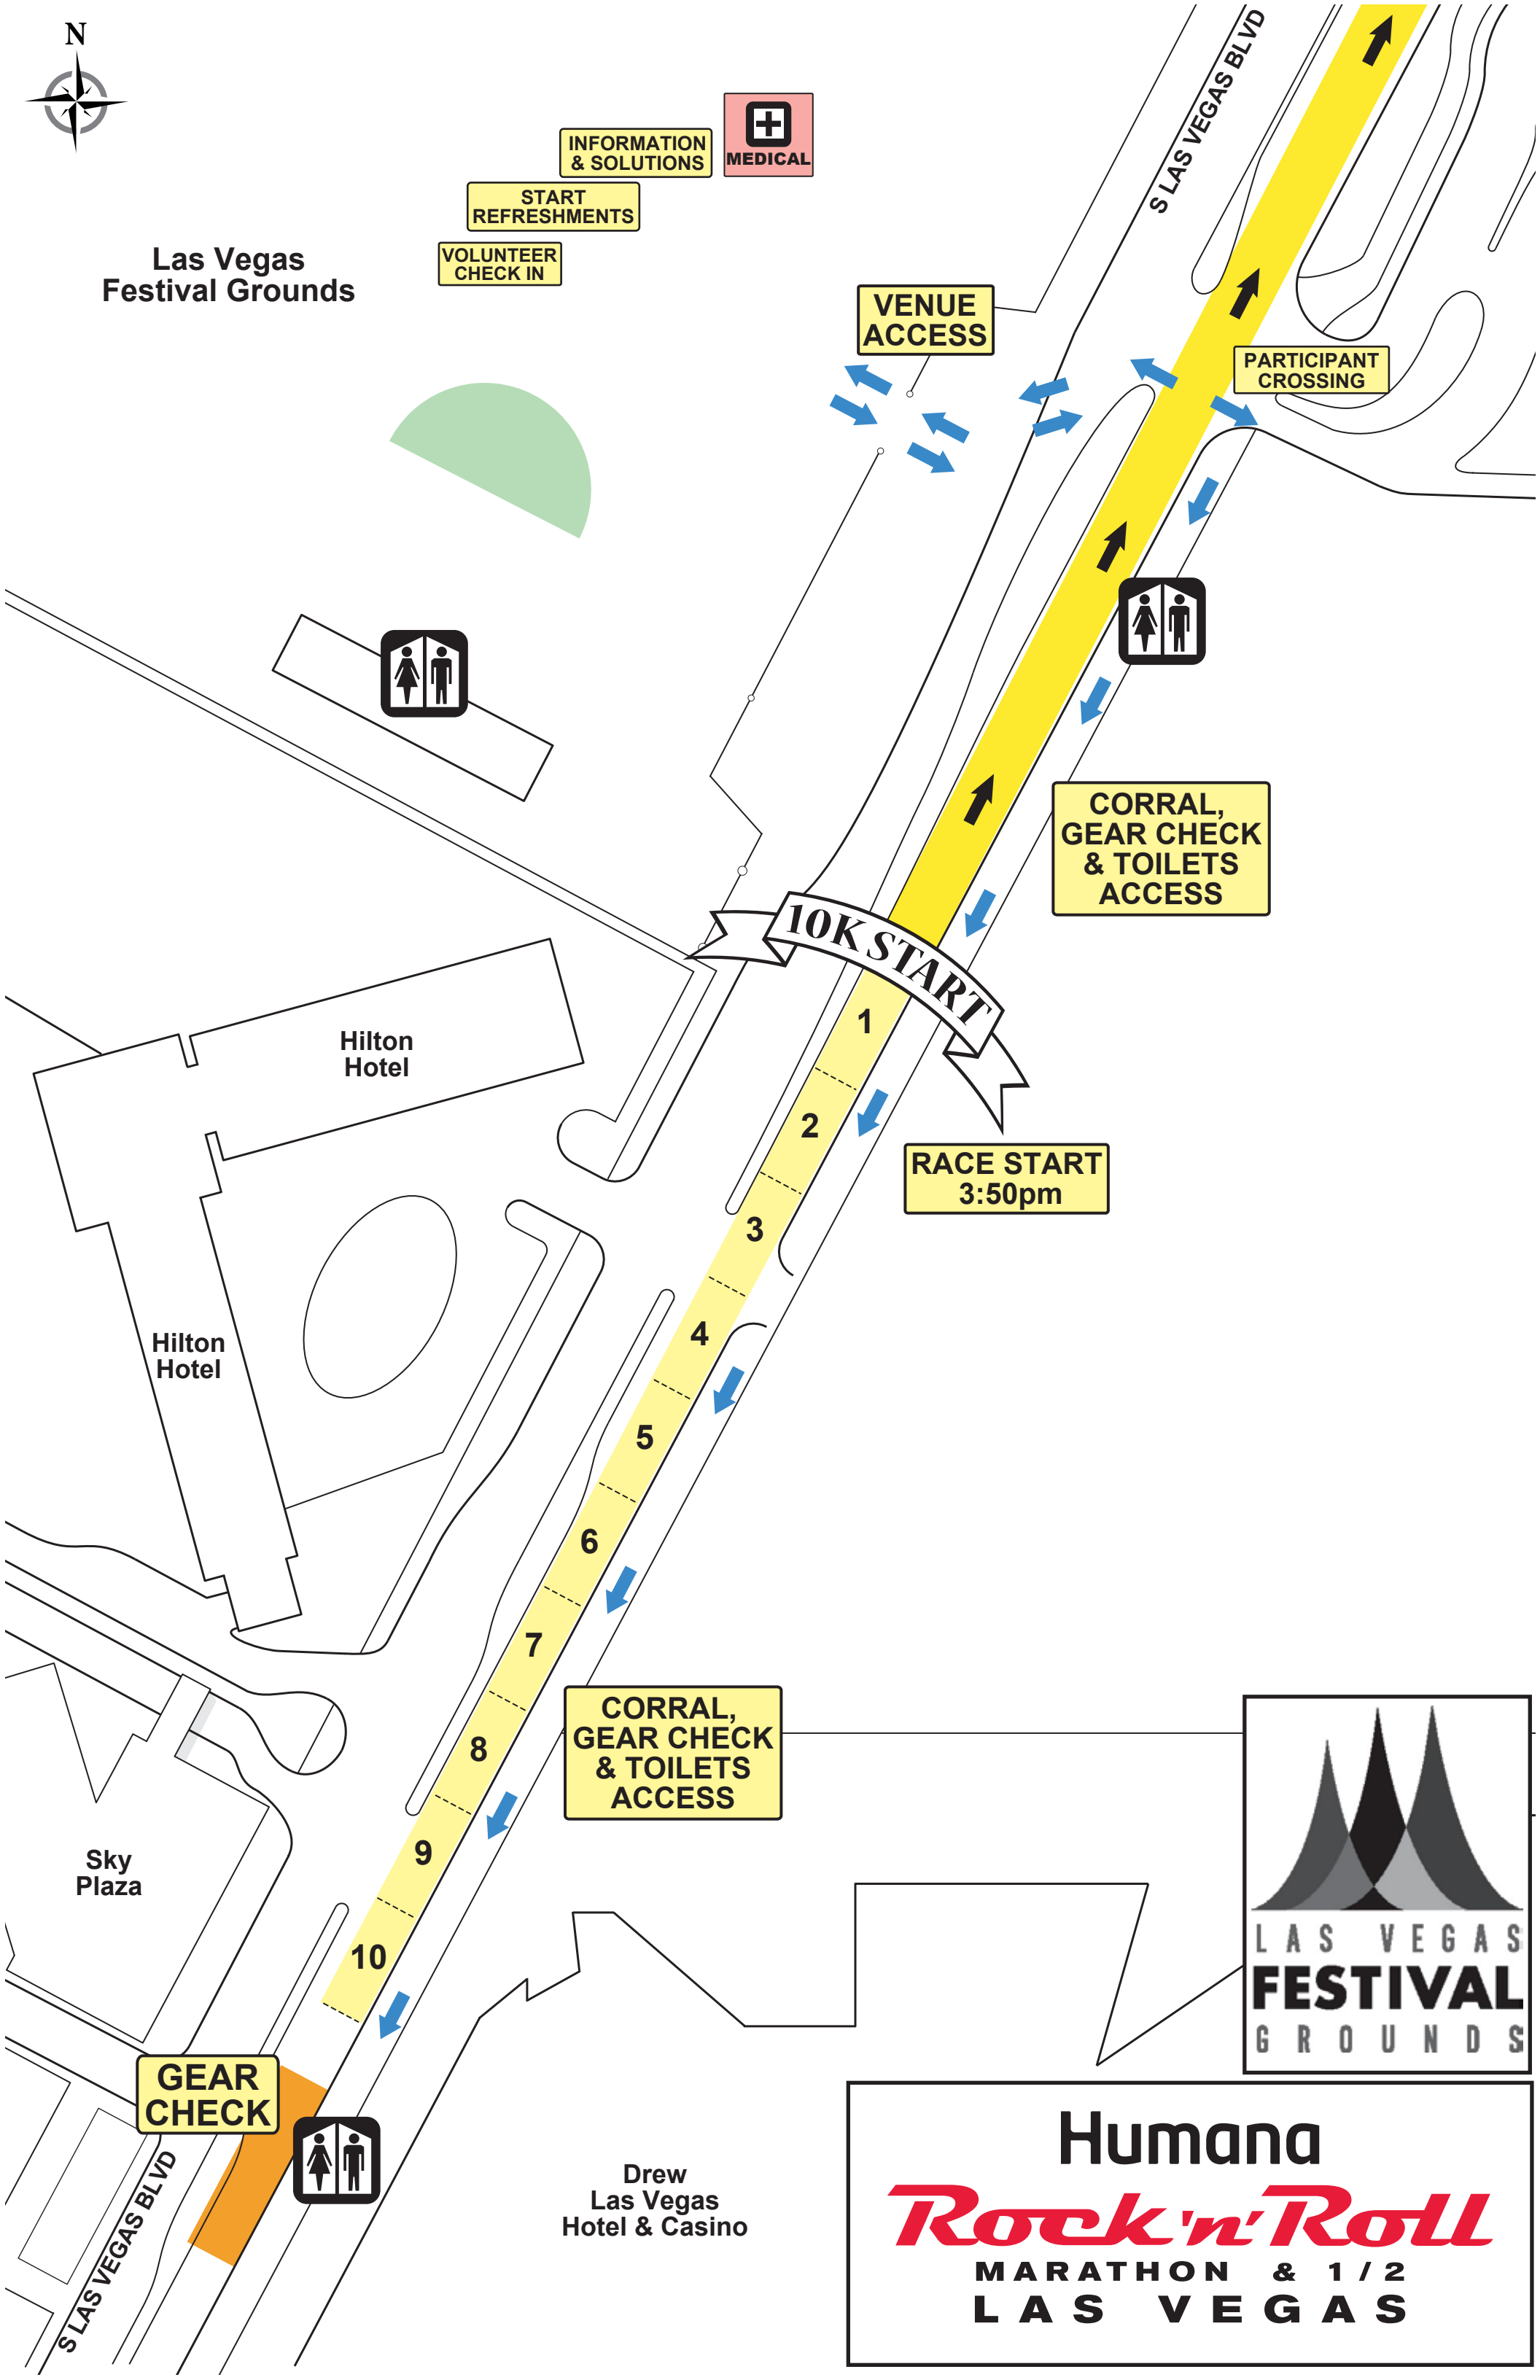 N
S LAS VEGAS BLVD
INFORMATION
& SOLUTIONS
MEDICAL
START
REFRESHMENTS
VOLUNTEER
CHECK IN
Las Vegas
Festival Grounds
VENUE
ACCESS
PARTICIPANT
CROSSING
CORRAL,
GEAR CHECK
& TOILETS
ACCESS
10K START
1
Hilton
Hotel
2
RACE START
3:50pm
3
4
Hilton
Hotel
5
6
7
CORRAL,
GEAR CHECK
& TOILETS
ACCESS
8
9
Sky
Plaza
10
LAS VEGAS
FESTIVAL
GROUNDS
GEAR
CHECK
S LAS VEGAS BLVD
Drew
Las Vegas
Hotel & Casino
Humana
Rock 'n' Roll
MARATHON & 1/2
LAS VEGAS